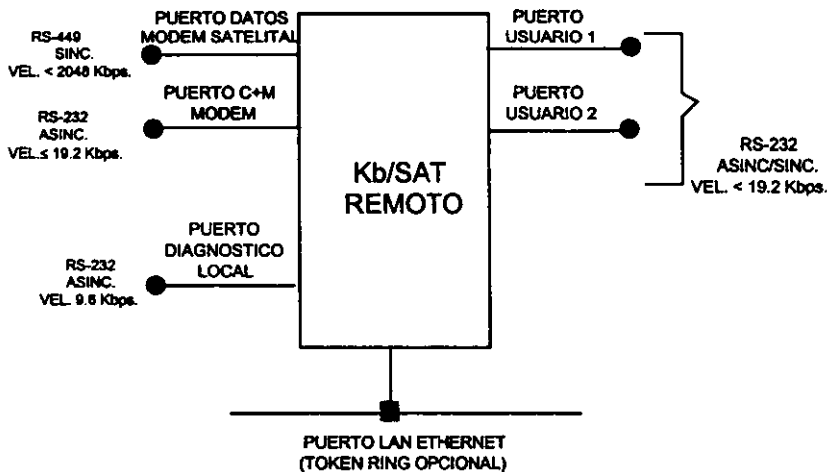 PUERTO DATOS
MODEM SATELITAL
RS-449
SINC.
VEL. < 2048 Kbps.
PUERTO C+M
MODEM
RS-232
ASINC.
VEL.≤ 19.2 Kbps.
PUERTO
DIAGNOSTICO
LOCAL
RS-232
ASINC.
VEL. 9.6 Kbps.
Kb/SAT
REMOTO
PUERTO
USUARIO 1
PUERTO
USUARIO 2
RS-232
ASINC/SINC.
VEL. < 19.2 Kbps.
PUERTO LAN ETHERNET
(TOKEN RING OPCIONAL)